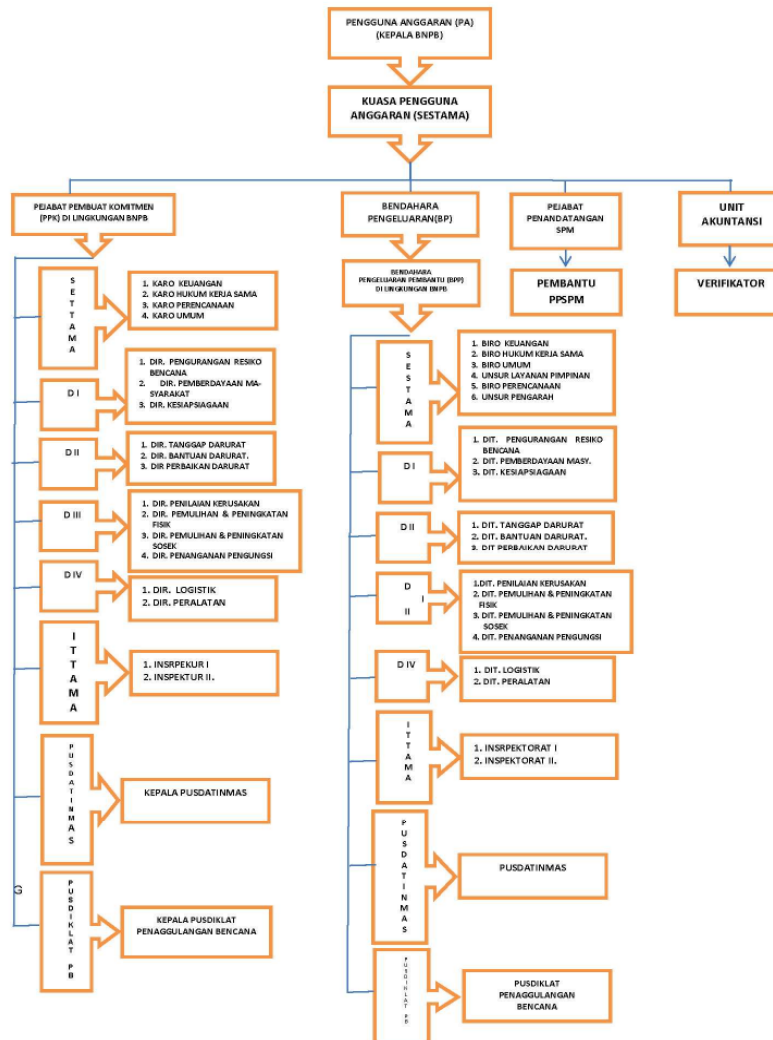 PENGGUNA ANGGARAN (PA)
(KEPALA BNPB)
KUASA PENGGUNA
ANGGARAN (SESTAMA)
PEJABAT PEMBUAT KOMITMEN
(PPK) DI LINGKUNGAN BNPB
S
E
T
T
A
M
A
1. KARO KEUANGAN
2. KARO HUKUM KERJA SAMA
3. KARO PERENCANAAN
4. KARO UMUM
D I
1. DIR. PENGURANGAN RESIKO
BENCANA
2. DIR. PEMBERDAYAAN MA-
SYARAKAT
3. DIR. KESIAPSIAGAAN
D II
1. DIR. TANGGAP DARURAT
2. DIR. BANTUAN DARURAT.
3. DIR PERBAIKAN DARURAT
D III
1. DIR. PENILAIAN KERUSAKAN
2. DIR. PEMULIHAN & PENINGKATAN
FISIK
3. DIR. PEMULIHAN & PENINGKATAN
SOSEK
4. DIR. PENANGANAN PENGUNGSI
D IV
1. DIR. LOGISTIK
2. DIR. PERALATAN
I
T
T
A
M
A
1. INSRPEKUR I
2. INSPEKTUR II.
P
U
S
D
A
T
I
N
M
A
S
KEPALA PUSDATINMAS
G
P
U
S
D
I
K
L
A
T
PB
KEPALA PUSDIKLAT
PENAGGULANGAN BENCANA
BENDAHARA
PENGELUARAN(BP)
BENDAHARA
PENGELUARAN PEMBANTU (BPP)
DI LINGKUNGAN BNPB
S
E
S
T
A
M
A
1. BIRO KEUANGAN
2. BIRO HUKUM KERJA SAMA
3. BIRO UMUM
4. UNSUR LAYANAN PIMPINAN
5. BIRO PERENCANAAN
6. UNSUR PENGARAH
D I
1. DIT. PENGURANGAN RESIKO
BENCANA
2. DIT. PEMBERDAYAAN MASY.
3. DIT. KESIAPSIAGAAN
D II
1. DIT. TANGGAP DARURAT
2. DIT. BANTUAN DARURAT.
3. DIT PERBAIKAN DARURAT
D
I
II
1.DIT. PENILAIAN KERUSAKAN
2. DIT. PEMULIHAN & PENINGKATAN
FISIK
3. DIT. PEMULIHAN & PENINGKATAN
SOSEK
4. DIT. PENANGANAN PENGUNGSI
D IV
1. DIT. LOGISTIK
2. DIT. PERALATAN
I
T
T
A
M
A
1. INSRPEKTORAT I
2. INSPEKTORAT II.
P
U
S
D
A
T
I
N
M
A
S
PUSDATINMAS
P
U
S
D
I
K
L
A
T
PB
PUSDIKLAT
PENAGGULANGAN
BENCANA
PEJABAT
PENANDATANGAN
SPM
PEMBANTU
PPSPM
UNIT
AKUNTANSI
VERIFIKATOR